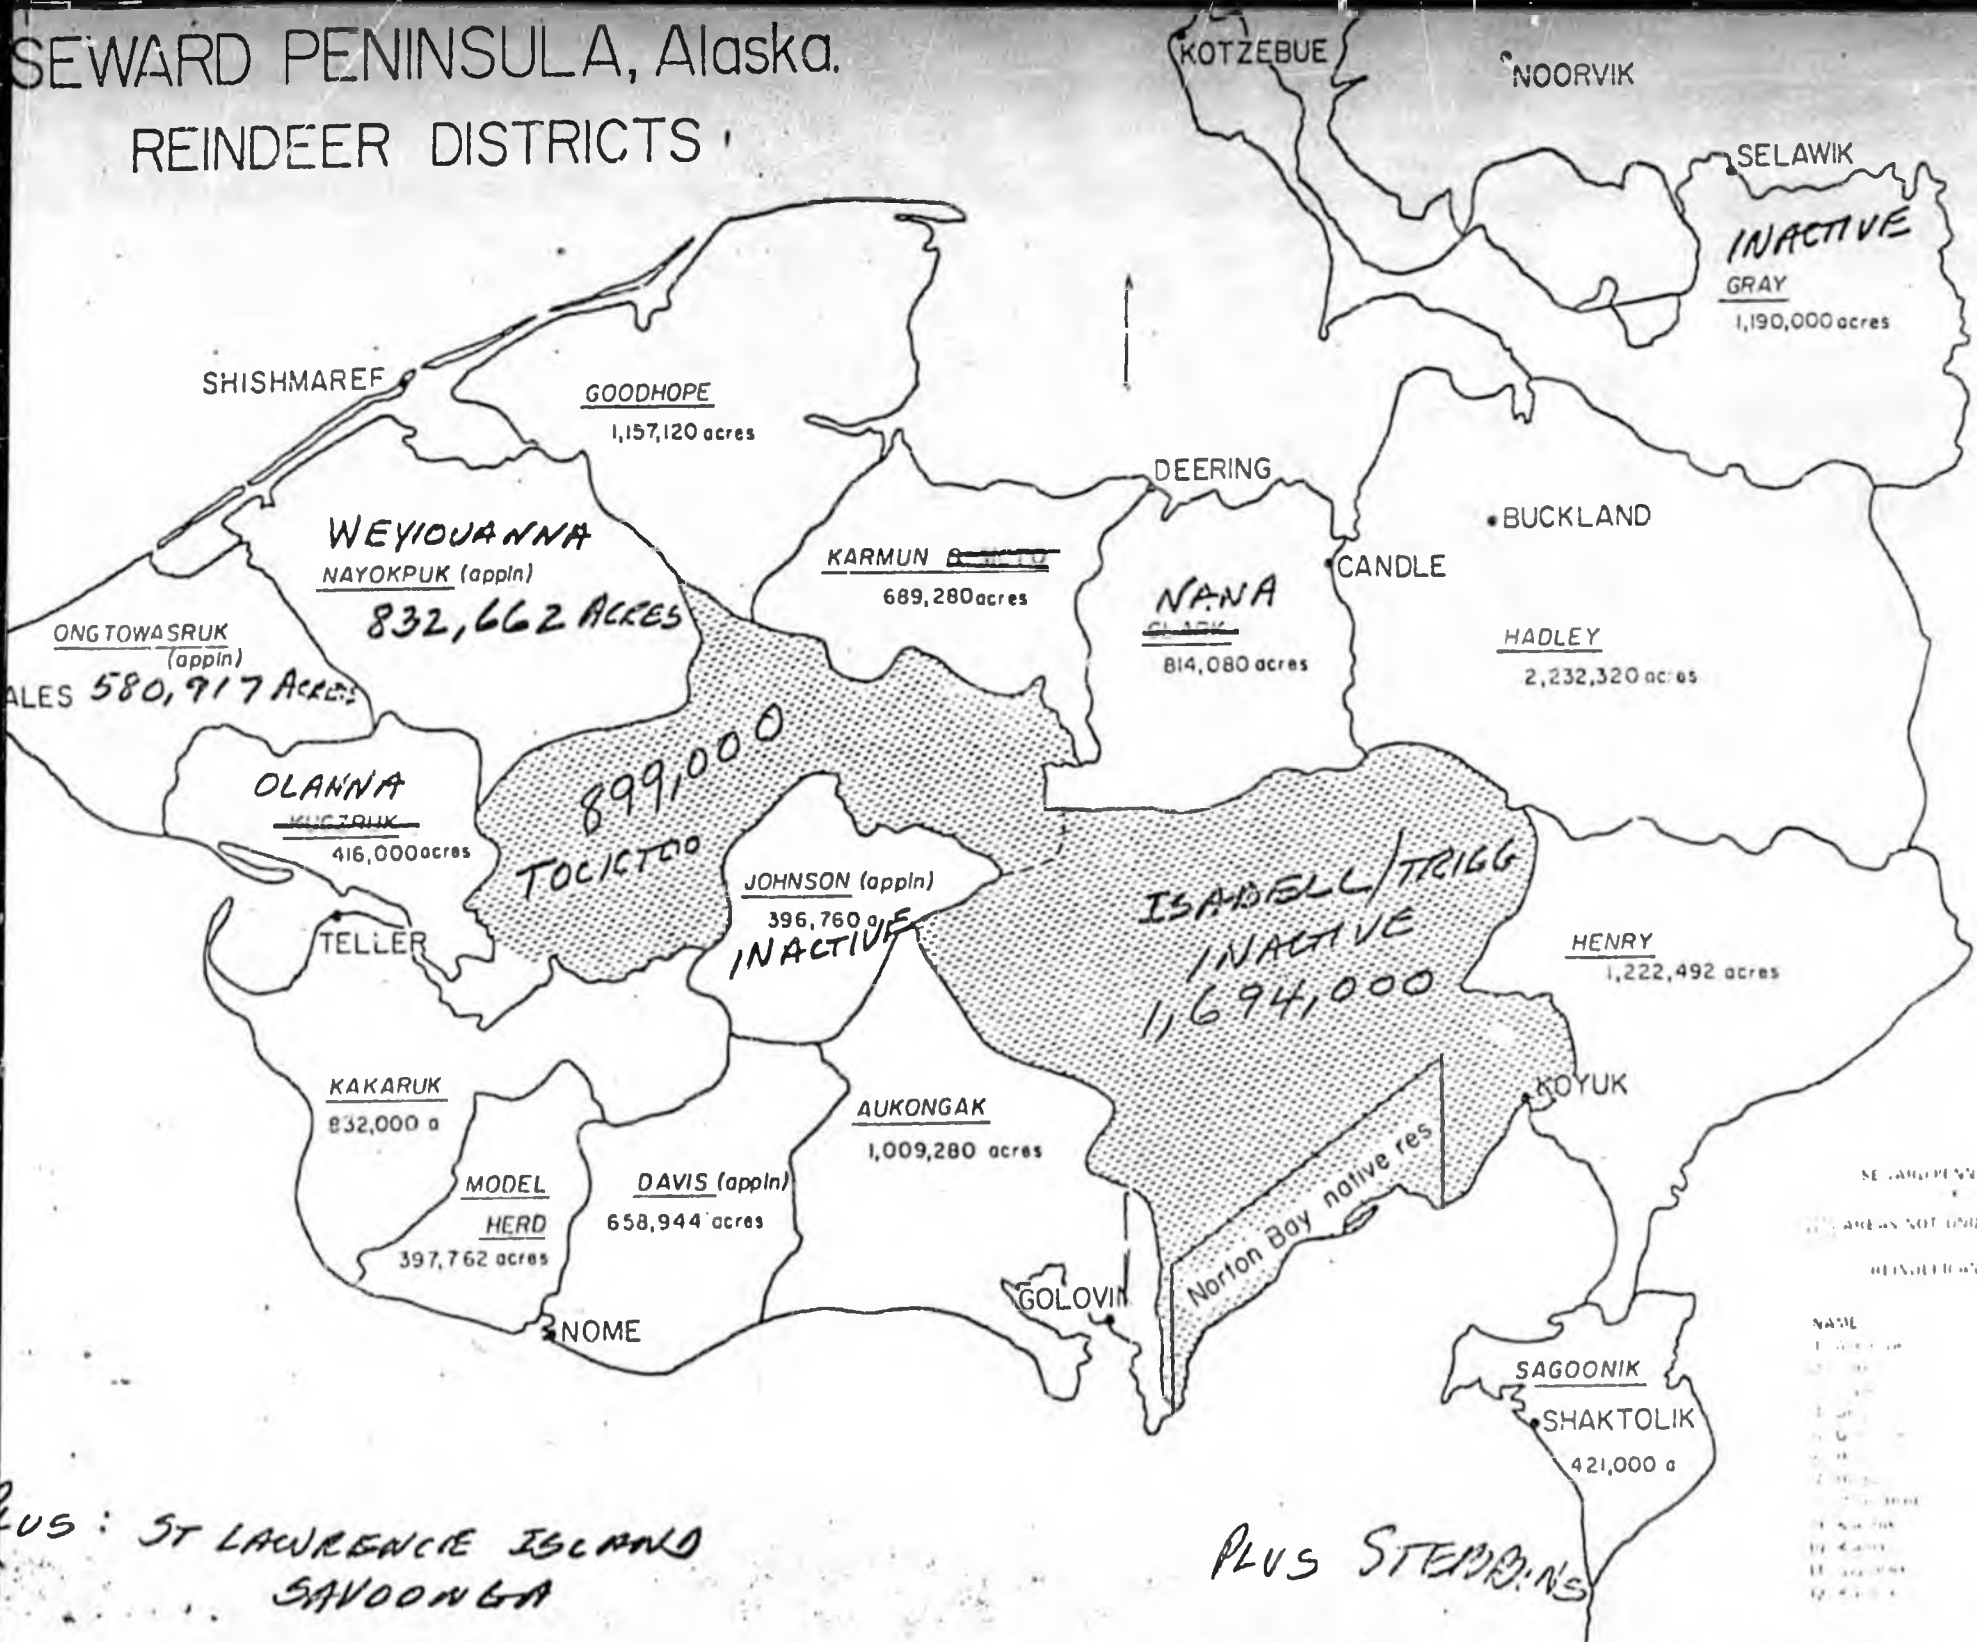 SEWARD PENINSULA, Alaska.
REINDEER DISTRICTS
KOTZEBUE
NOORVIK
SELAWIK
INACTIVE
GRAY
1,190,000 acres
SHISHMAREF
GOODHOPE
1,157,120 acres
DEERING
BUCKLAND
CANDLE
WEYIOUANNA
NAYOKPUK (appln)
832,662 ACRES
KARMUN
689,280 acres
NANA
814,080 acres
HADLEY
2,232,320 acres
ONGTOWASRUK
(appln)
ALES 580,917 ACRES
OLANNA
416,000 acres
899,000
TOCICTOO
JOHNSON (appln)
396,760 a
INACTIVE
ISABELL/TRIGG
INACTIVE
1,694,000
HENRY
1,222,492 acres
TELLER
KAKARUK
832,000 a
MODEL
HERD
397,762 acres
DAVIS (appln)
658,944 acres
AUKONGAK
1,009,280 acres
KOYUK
Norton Bay native res
GOLOVIN
NOME
AREAS NOT
NAME
SAGOONIK
SHAKTOLIK
421,000 a
LUS: ST LAWRENCE ISLAND
SAVOONGA
PLUS STEBBINS